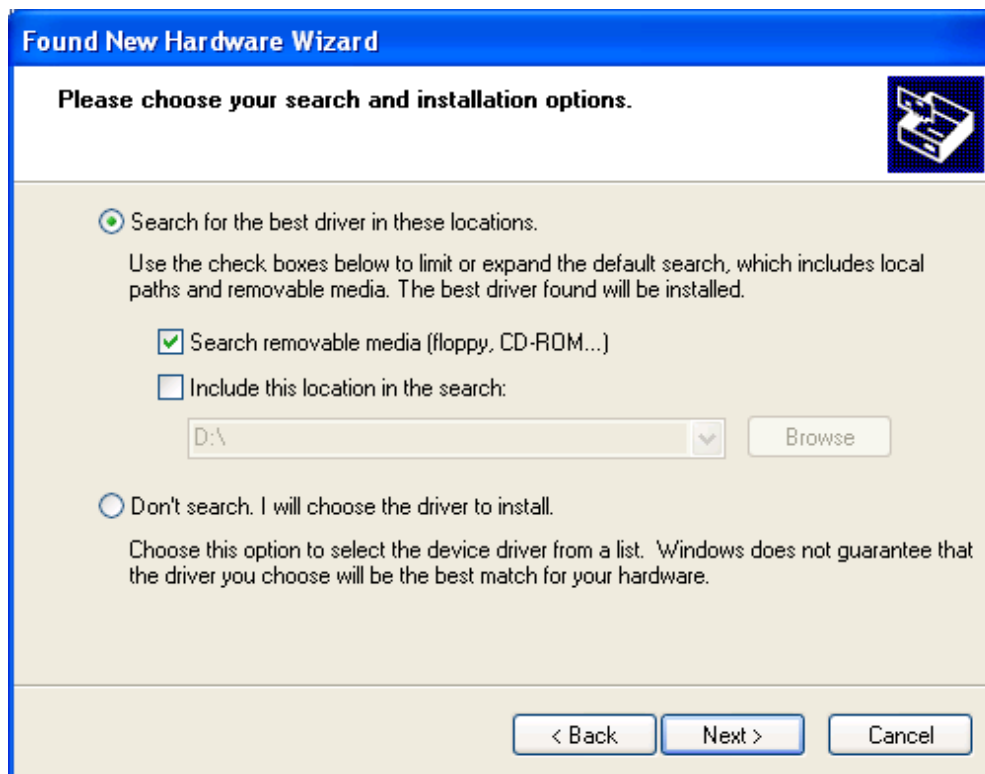 Found New Hardware Wizard
Please choose your search and installation options.
Search for the best driver in these locations.
Use the check boxes below to limit or expand the default search, which includes local
paths and removable media. The best driver found will be installed.
Search removable media (floppy, CD-ROM...)
Include this location in the search:
D:\
Browse
Don't search. I will choose the driver to install.
Choose this option to select the device driver from a list.  Windows does not guarantee that
the driver you choose will be the best match for your hardware.
< Back
Next >
Cancel